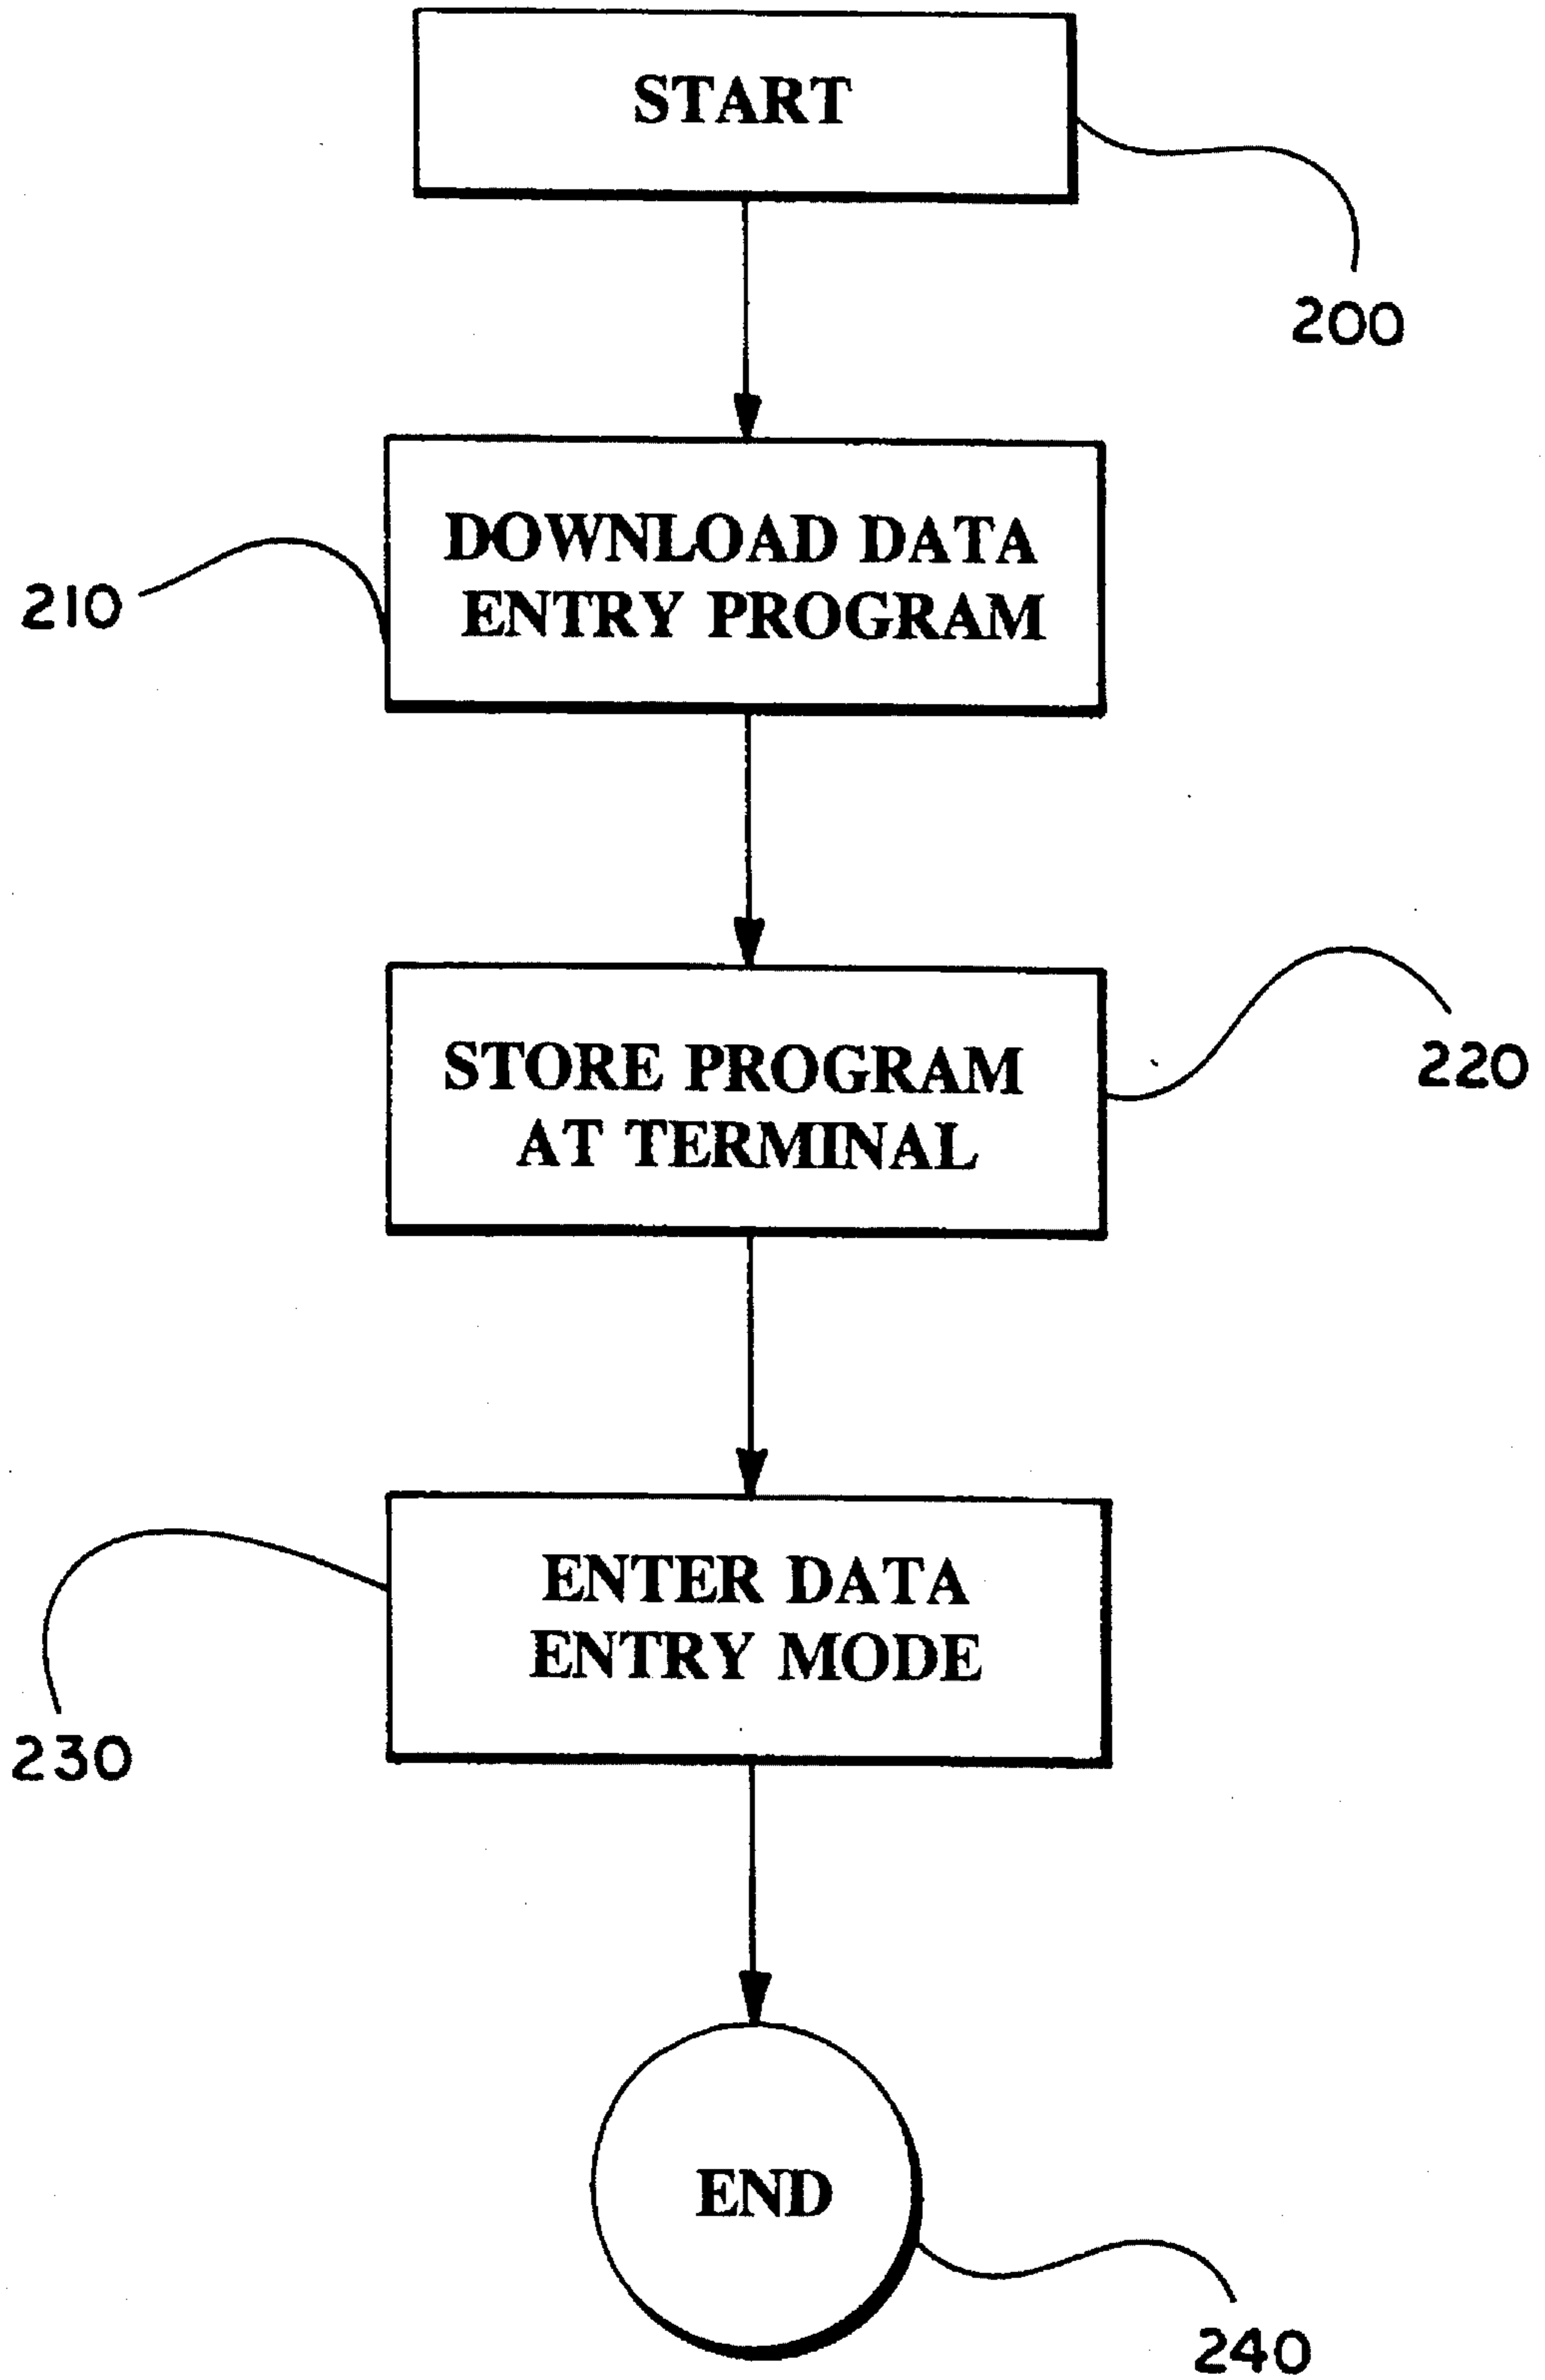 START
200
DOWNLOAD DATA
ENTRY PROGRAM
210
STORE PROGRAM
AT TERMINAL
220
ENTER DATA
ENTRY MODE
230
END
240